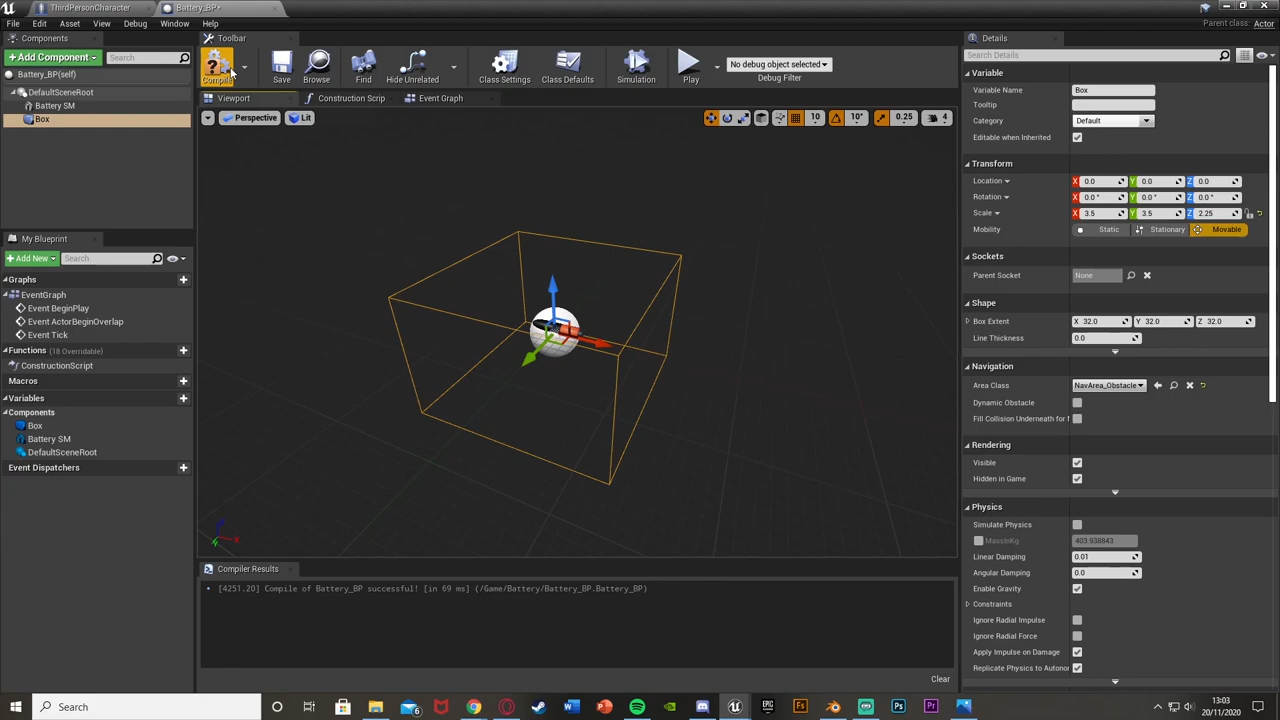 ThirdPersonCharacter
Battery_BP*
File Edit Asset View Debug Window Help
Parent class: Actor
Components
Toolbar
Details
+Add Component
Search
Search Details
Battery_BP(self)
DefaultSceneRoot
Battery SM
Box
Compile
Save
Browse
Find
Hide Unrelated
Class Settings
Class Defaults
Simulation
Play
No debug object selected
Debug Filter
Viewport
Construction Scrip
Event Graph
Perspective
Lit
10
10°
0.25
4
Variable
Variable Name Box
Tooltip
Category Default
Editable when Inherited
Transform
Location X 0.0 Y 0.0 Z 0.0
Rotation X 0.0 ° Y 0.0 ° Z 0.0 °
Scale X 3.5 Y 3.5 Z 2.25
Mobility Static Stationary Movable
Sockets
Parent Socket None
Shape
Box Extent X 32.0 Y 32.0 Z 32.0
Line Thickness 0.0
Navigation
Area Class NavArea_Obstacle
Dynamic Obstacle
Fill Collision Underneath for
Rendering
Visible
Hidden in Game
Physics
Simulate Physics
MassInKg 403.938843
Linear Damping 0.01
Angular Damping 0.0
Enable Gravity
Constraints
Ignore Radial Impulse
Ignore Radial Force
Apply Impulse on Damage
Replicate Physics to Autonor
My Blueprint
+Add New Search
Graphs
EventGraph
Event BeginPlay
Event ActorBeginOverlap
Event Tick
Functions (18 Overridable)
ConstructionScript
Macros
Variables
Components
Box
Battery SM
DefaultSceneRoot
Event Dispatchers
Z
X
Y
Compiler Results
[4251.20] Compile of Battery_BP successful! [in 69 ms] (/Game/Battery/Battery_BP.Battery_BP)
Clear
Search
13:03
20/11/2020